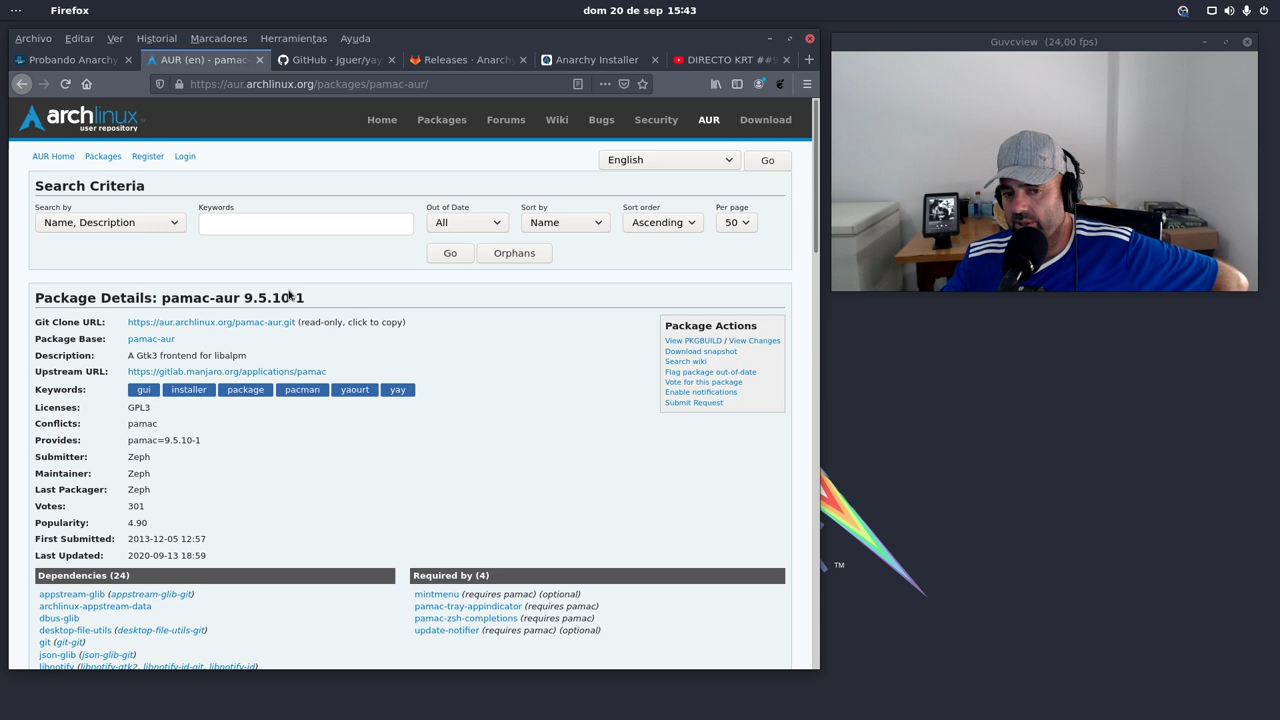 Firefox
dom 20 de sep 15:43
Archivo Editar Ver Historial Marcadores Herramientas Ayuda
Guvcview (24,00 fps)
Probando Anarchy
AUR (en) - pamac-
GitHub - Jguer/yay
Releases · Anarchy
Anarchy Installer
DIRECTO KRT ##
https://aur.archlinux.org/packages/pamac-aur/
archlinux
user repository
Home Packages Forums Wiki Bugs Security AUR Download
AUR Home Packages Register Login
English Go
Search Criteria
Search by Keywords Out of Date Sort by Sort order Per page
Name, Description All Name Ascending 50
Go Orphans
Package Details: pamac-aur 9.5.10-1
Git Clone URL: https://aur.archlinux.org/pamac-aur.git (read-only, click to copy)
Package Base: pamac-aur
Description: A Gtk3 frontend for libalpm
Upstream URL: https://gitlab.manjaro.org/applications/pamac
Keywords: gui installer package pacman yaourt yay
Licenses: GPL3
Conflicts: pamac
Provides: pamac=9.5.10-1
Submitter: Zeph
Maintainer: Zeph
Last Packager: Zeph
Votes: 301
Popularity: 4.90
First Submitted: 2013-12-05 12:57
Last Updated: 2020-09-13 18:59
Package Actions
View PKGBUILD / View Changes
Download snapshot
Search wiki
Flag package out-of-date
Vote for this package
Enable notifications
Submit Request
Dependencies (24)
appstream-glib (appstream-glib-git)
archlinux-appstream-data
dbus-glib
desktop-file-utils (desktop-file-utils-git)
git (git-git)
json-glib (json-glib-git)
libnotify (libnotify-gtk2, libnotify-id-git, libnotify-id)
Required by (4)
mintmenu (requires pamac) (optional)
pamac-tray-appindicator (requires pamac)
pamac-zsh-completions (requires pamac)
update-notifier (requires pamac) (optional)
TM